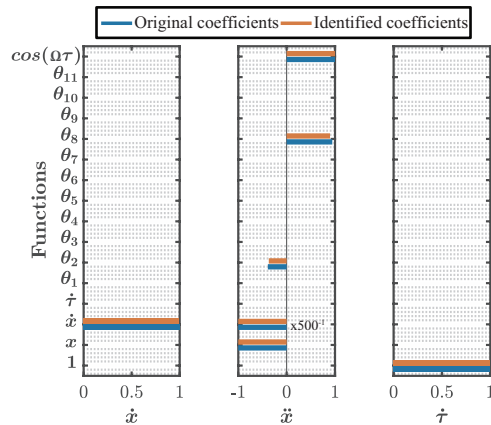 Original coefficients Identified coefficients
Functions
cos(Ωτ)
θ₁₁
θ₁₀
θ₉
θ₈
θ₇
θ₆
θ₅
θ₄
θ₃
θ₂
θ₁
τ̇
ẋ
x
1
x500⁻¹
0 0.5 1
-1 0 1
0 0.5 1
ẋ
ẍ
τ̇